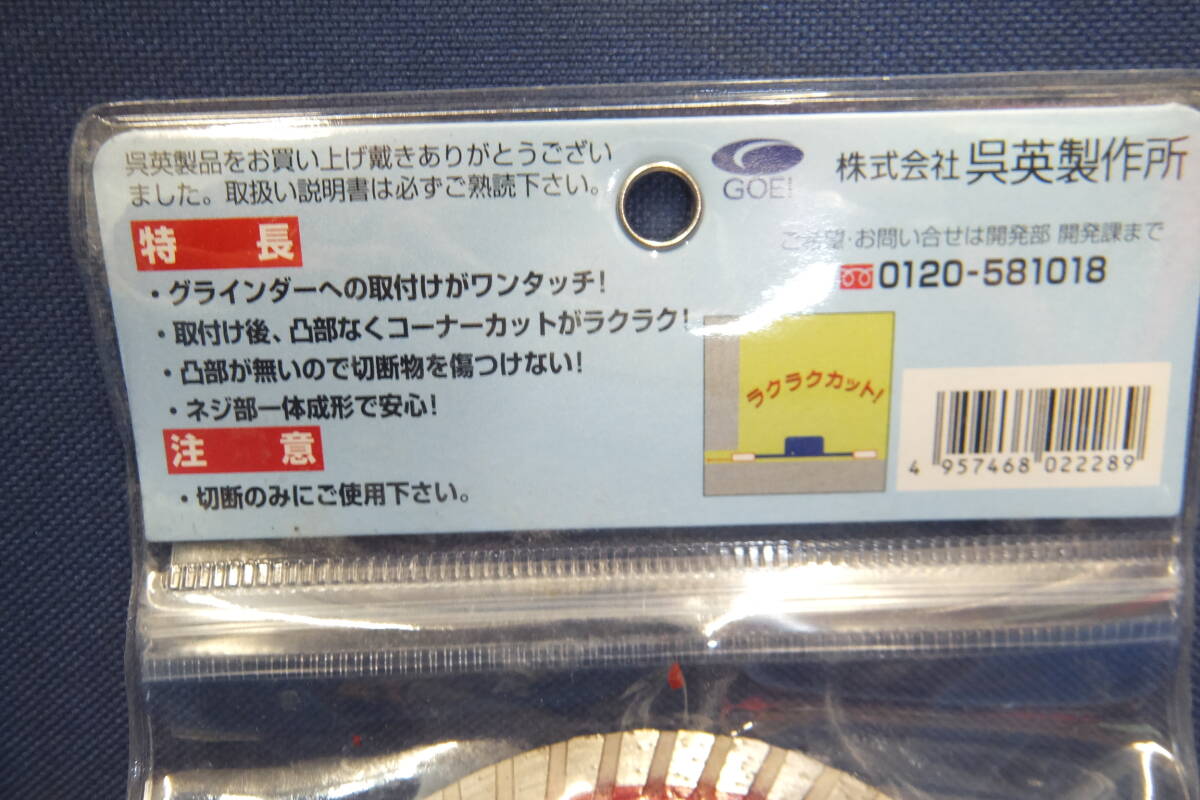 呉英製品をお買い上げ戴きありがとうござい
ました。取扱い説明書は必ずご熟読下さい。
特 長
・グラインダーへの取付けがワンタッチ！
・取付け後、凸部なくコーナーカットがラクラク！
・凸部が無いので切断物を傷つけない！
・ネジ部一体成形で安心！
注 意
・切断のみにご使用下さい。
GOEI
株式会社 呉英製作所
ご希望・お問い合せは開発部 開発課まで
0120-581018
ラクラクカット！
4 957468 022289